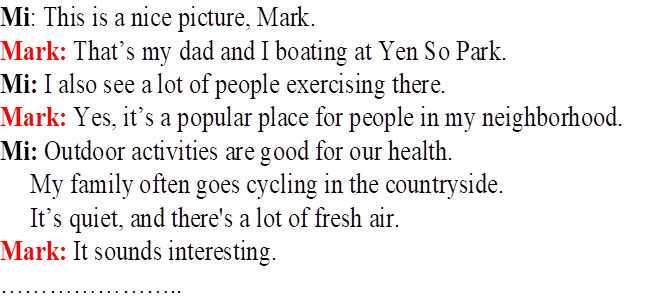 Mi: This is a nice picture, Mark.
Mark: That’s my dad and I boating at Yen So Park.
Mi: I also see a lot of people exercising there.
Mark: Yes, it’s a popular place for people in my neighborhood.
Mi: Outdoor activities are good for our health.
My family often goes cycling in the countryside.
It’s quiet, and there's a lot of fresh air.
Mark: It sounds interesting.
…………………..